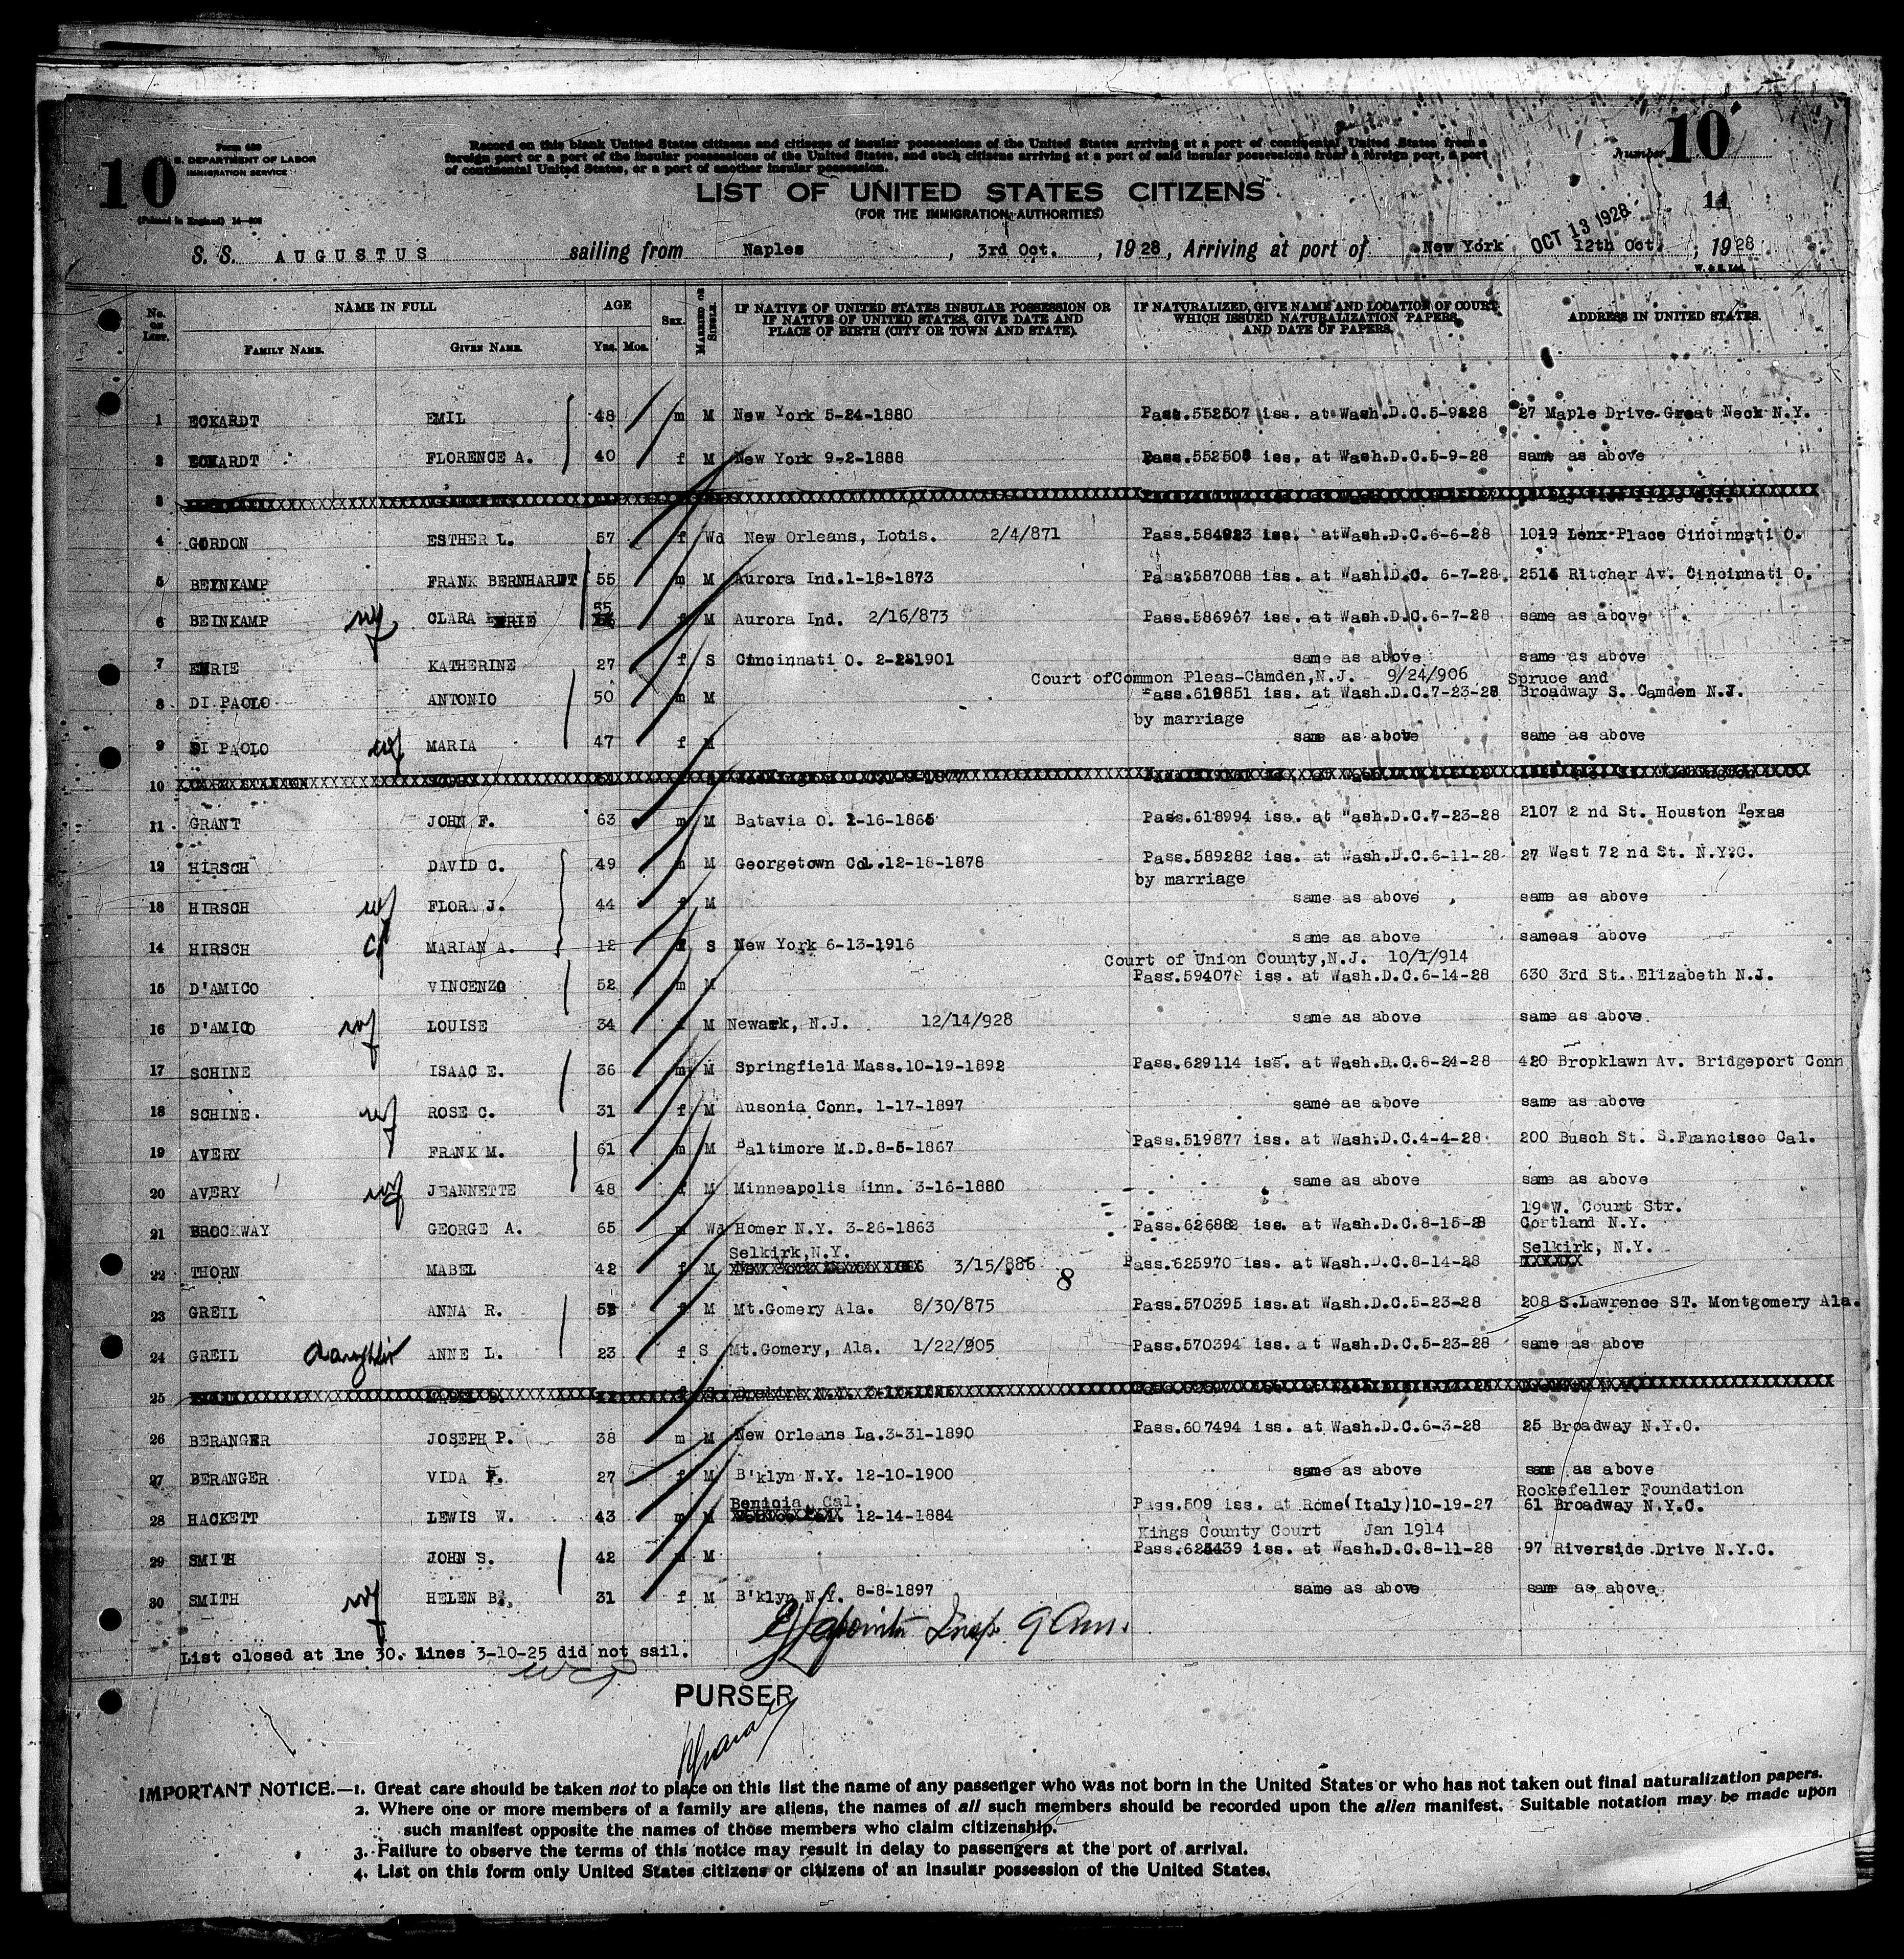 10
Form 630
S. DEPARTMENT OF LABOR
IMMIGRATION SERVICE
(Printed in England) 14—208
Record on this blank United States citizens and citizens of insular possessions of the United States arriving at a port of continental United States from a
foreign port or a port of the insular possessions of the United States, and such citizens arriving at a port of said insular possessions from a foreign port, a port
of continental United States, or a port of another insular possession.
Number 10
LIST OF UNITED STATES CITIZENS
(FOR THE IMMIGRATION AUTHORITIES)
11
OCT 13 1928
S. S. AUGUSTUS sailing from Naples, 3rd Oct., 1928, Arriving at port of New York 12th Oct., 1928
W. & S. Ltd.
No. on List. NAME IN FULL AGE Sex. MARRIED OR SINGLE. IF NATIVE OF UNITED STATES INSULAR POSSESSION OR IF NATIVE OF UNITED STATES, GIVE DATE AND PLACE OF BIRTH (CITY OR TOWN AND STATE). IF NATURALIZED, GIVE NAME AND LOCATION OF COURT WHICH ISSUED NATURALIZATION PAPERS, AND DATE OF PAPERS. ADDRESS IN UNITED STATES.
FAMILY NAME. GIVEN NAME. Yrs. Mos.
1 ECKARDT EMIL 48 m M New York 5-24-1880 Pass.552507 iss. at Wash.D.C.5-9228 27 Maple Drive-Great Neck N.Y.
2 ECKARDT FLORENCE A. 40 f M New York 9-2-1888 Pass.552508 iss. at Wash.D.C.5-9-28 same as above
3
4 GORDON ESTHER L. 57 f Wd New Orleans, Louis. 2/4/871 Pass.584923 iss. atWash.D.C.6-6-28 1019 Lenx-Place Cincinnati O.
5 BEYNKAMP FRANK BERNHARDT 55 m M Aurora Ind.1-18-1873 Pass.587088 iss. at Wash.D.C. 6-7-28. 2515 Ritcher Av. Cincinnati O.
6 BEINKAMP wf CLARA ERIE 55 f M Aurora Ind. 2/16/873 Pass.586967 iss. at Wash.D.C.6-7-28 same as above
7 EHRIE KATHERINE 27 f S Cincinnati O. 2-221901 same as above same as above
Court ofCommon Pleas-Camden,N.J. 9/24/906 Spruce and
8 DI PAOLO ANTONIO 50 m M Pass.619851 iss. at Wash.D.C.7-23-28 Broadway S. Camden N.J.
by marriage
9 DI PAOLO wf MARIA 47 f M same as above same as above
10
11 GRANT JOHN F. 63 m M Batavia O. 2-16-1865 Pass.618994 iss. at Wash.D.C.7-23-28 2107 2 nd St. Houston Texas
12 HIRSCH DAVID C. 49 m M Georgetown Col.12-18-1878 Pass.589282 iss. at Wash.D.C.6-11-28 27 West 72 nd St. N.Y.C.
by marriage
13 HIRSCH wf FLOR. J. 44 f M same as above same as above
14 HIRSCH c MARIAN A. 12 f S New York 6-13-1916 same as above sameas above
Court of Union County,N.J. 10/1/914
15 D'AMICO VINCENZO 52 m M Pass.594078 iss. at Wash.D.C.6-14-28 630 3rd St. Elizabeth N.J.
16 D'AMICO wf LOUISE 34 f M Newark, N.J. 12/14/928 same as above same as above.
17 SCHINE ISAAC E. 36 m M Springfield Mass.10-19-1892 Pass.629114 iss. at Wash.D.C.8-24-28 420 Bropklawn Av. Bridgeport Conn
18 SCHINE. wf ROSE C. 31 f M Ausonia Conn. 1-17-1897 same as above same as above
19 AVERY FRANK M. 61 m M Baltimore M.D.8-5-1867 Pass.519877 iss. at Wash.D.C.4-4-28. 200 Busch St. S.Francisco Cal.
20 AVERY wf JEANNETTE 48 f M Minneapolis Minn. 3-16-1880 same as above same as above
19 W. Court Str.
21 BROCKWAY GEORGE A. 65 m Wd Homer N.Y. 3-26-1863 Pass.626882 iss. at Wash.D.C.8-15-28 Cortland N.Y.
Selkirk,N.Y. Selkirk, N.Y.
22 THORN MABEL 42 f M 3/15/886 8 Pass.625970 iss. at Wash.D.C.8-14-28 XXXXXX
23 GREIL ANNA R. 53 f M Mt.Gomery Ala. 8/30/875 Pass.570395 iss.at Wash.D.C.5-23-28 208 S.Lawrence ST. Montgomery Ala.
24 GREIL daughter ANNE L. 23 f S Mt.Gomery, Ala. 1/22/905 Pass.570394 iss.at Wash.D.C.5-23-28 same as above
25
26 BERANGER JOSEPH P. 38 m M New Orleans La.3-31-1890 Pass.607494 iss. at Wash.D.C.6-3-28 25 Broadway N.Y.C.
27 BERANGER VIDA F. 27 f M B'klyn N.Y. 12-10-1900 same as above same as above
Benicia, Cal. Rockefeller Foundation
28 HACKETT LEWIS W. 43 m M 12-14-1884 Pass.509 iss. at Rome(Italy)10-19-27 61 Broadway N.Y.C.
Kings County Court Jan 1914
29 SMITH JOHN S. 42 M Pass.625439 iss. at Wash.D.C.8-11-28 97 Riverside Drive N.Y.C.
30 SMITH wf HELEN B. 31 f M B'klyn N.Y. 8-8-1897 same as above same as above.
List closed at lne 30. Lines 3-10-25 did not sail.
PURSER
IMPORTANT NOTICE.—1. Great care should be taken not to place on this list the name of any passenger who was not born in the United States or who has not taken out final naturalization papers.
2. Where one or more members of a family are aliens, the names of all such members should be recorded upon the alien manifest. Suitable notation may be made upon
such manifest opposite the names of those members who claim citizenship.
3. Failure to observe the terms of this notice may result in delay to passengers at the port of arrival.
4. List on this form only United States citizens or citizens of an insular possession of the United States.